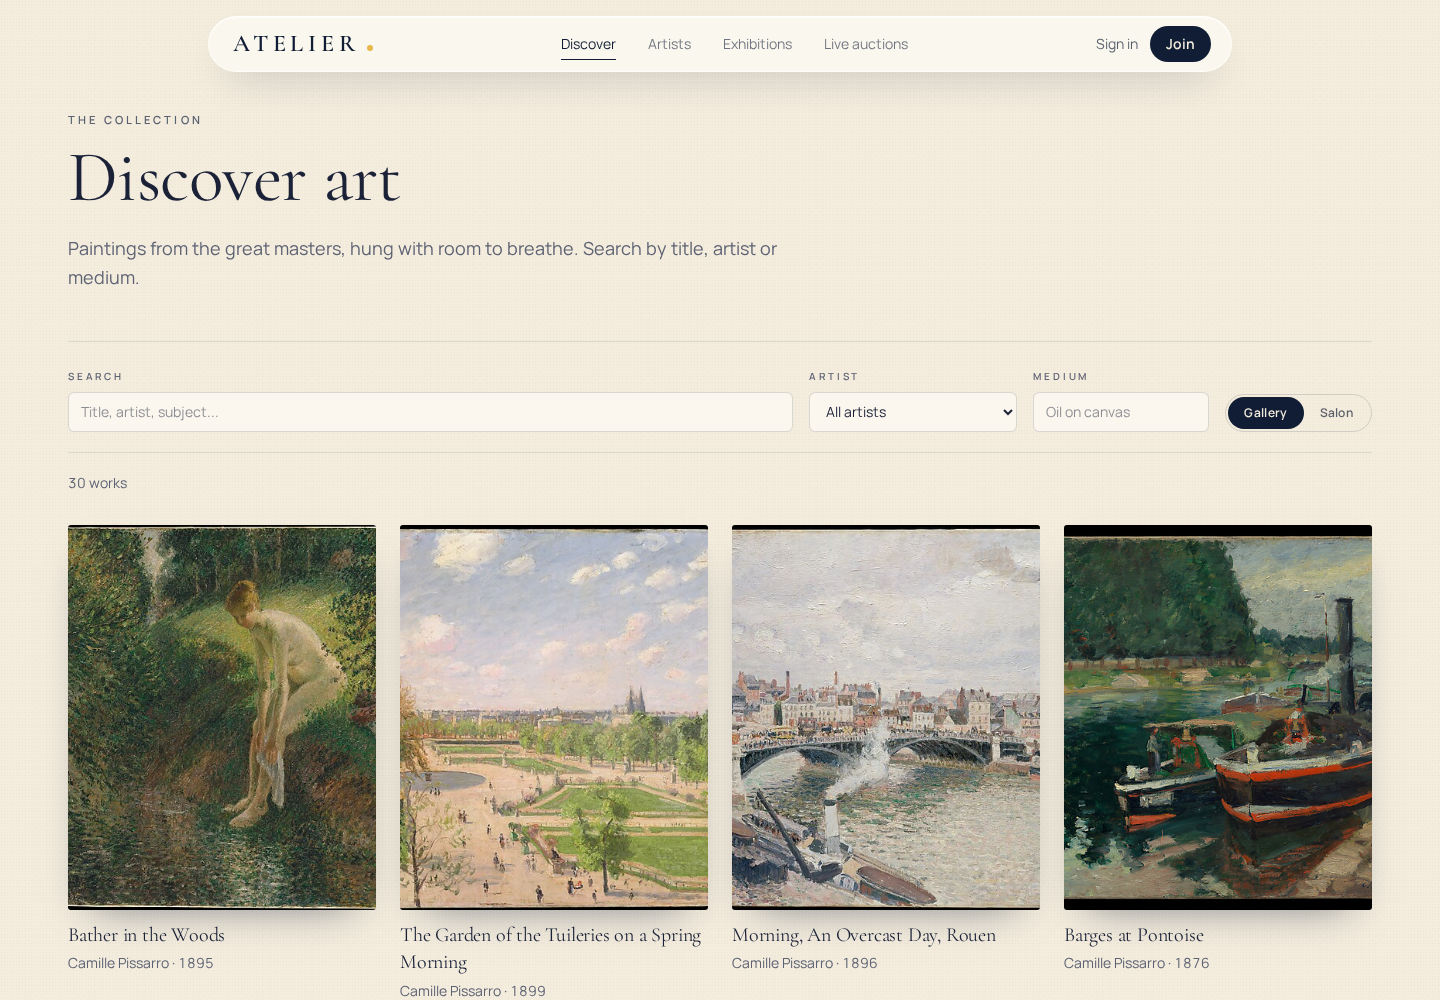 ATELIER
Discover
Artists
Exhibitions
Live auctions
Sign in
Join
THE COLLECTION
Discover art
Paintings from the great masters, hung with room to breathe. Search by title, artist or
medium.
SEARCH
ARTIST
MEDIUM
Title, artist, subject...
All artists
Oil on canvas
Gallery
Salon
30 works
Bather in the Woods
Camille Pissarro · 1895
The Garden of the Tuileries on a Spring
Morning
Camille Pissarro · 1899
Morning, An Overcast Day, Rouen
Camille Pissarro · 1896
Barges at Pontoise
Camille Pissarro · 1876